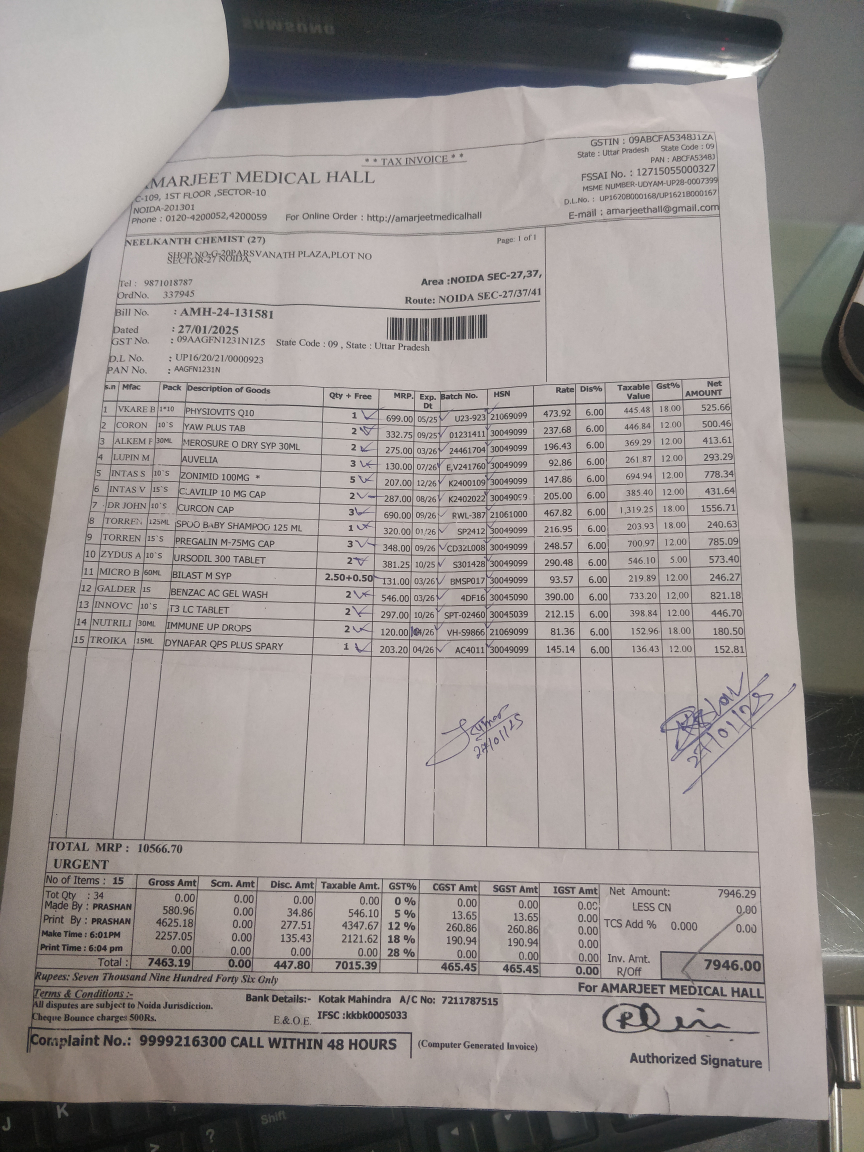 SAMSUNG
* * TAX INVOICE * *
GSTIN : 09ABCFA5348J1ZA
State : Uttar Pradesh State Code : 09
PAN : ABCFA5348J
FSSAI No. : 12715055000327
MSME NUMBER-UDYAM-UP28-0007399
D.L.No. : UP16208000168/UP16218000167
E-mail : amarjeethall@gmail.com
AMARJEET MEDICAL HALL
C-109, 1ST FLOOR ,SECTOR-10
NOIDA-201301
Phone : 0120-4200052,4200059 For Online Order : http://amarjeetmedicalhall
NEELKANTH CHEMIST (27) Page: 1 of 1
SHOP NO.G-20PARSVANATH PLAZA,PLOT NO
SECTOR-27 NOIDA,
Tel : 9871018787 Area :NOIDA SEC-27,37,
OrdNo. 337945 Route: NOIDA SEC-27/37/41
Bill No. : AMH-24-131581
Dated : 27/01/2025
GST No. : 09AAGFN1231N1Z5 State Code : 09 , State : Uttar Pradesh
D.L No. : UP16/20/21/0000923
PAN No. : AAGFN1231N
s.n Mfac Pack Description of Goods Qty + Free MRP. Exp. Dt Batch No. HSN Rate Dis% Taxable Value Gst% Net AMOUNT
1 VKARE B 1*10 PHYSIOVITS Q10 1 699.00 05/25 U23-923 21069099 473.92 6.00 445.48 18.00 525.66
2 CORON 10`S YAW PLUS TAB 2 332.75 09/25 01231411 30049099 237.68 6.00 446.84 12.00 500.46
3 ALKEM F 30ML MEROSURE O DRY SYP 30ML 2 275.00 03/26 24461704 30049099 196.43 6.00 369.29 12.00 413.61
4 LUPIN M AUVELIA 3 130.00 07/26 E,V241760 30049099 92.86 6.00 261.87 12.00 293.29
5 INTAS S 10`S ZONIMID 100MG * 5 207.00 12/26 K2400109 30049099 147.86 6.00 694.94 12.00 778.34
6 INTAS V 15`S CLAVILIP 10 MG CAP 2 287.00 08/26 K2402022 30049059 205.00 6.00 385.40 12.00 431.64
7 DR JOHN 10`S CURCON CAP 3 690.00 09/26 RWL-387 21061000 467.82 6.00 1,319.25 18.00 1556.71
8 TORREN 125ML SPOO BABY SHAMPOO 125 ML 1 320.00 01/26 SP2412 30049099 216.95 6.00 203.93 18.00 240.63
9 TORREN 15`S PREGALIN M-75MG CAP 3 348.00 09/26 CD32L008 30049099 248.57 6.00 700.97 12.00 785.09
10 ZYDUS A 10`S URSODIL 300 TABLET 2 381.25 10/25 S301428 30049099 290.48 6.00 546.10 5.00 573.40
11 MICRO B 60ML BILAST M SYP 2.50+0.50 131.00 03/26 BMSP017 30049099 93.57 6.00 219.89 12.00 246.27
12 GALDER 1S BENZAC AC GEL WASH 2 546.00 03/26 4DF16 30045090 390.00 6.00 733.20 12.00 821.18
13 INNOVC 10`S T3 LC TABLET 2 297.00 10/26 SPT-02460 30045039 212.15 6.00 398.84 12.00 446.70
14 NUTRILI 30ML IMMUNE UP DROPS 2 120.00 VH-S9866 21069099 81.36 6.00 152.96 18.00 180.50
15 TROIKA 15ML DYNAFAR QPS PLUS SPARY 1 203.20 04/26 AC4011 30049099 145.14 6.00 136.43 12.00 152.81
27/01/25
27/01/25
TOTAL MRP : 10566.70
URGENT
No of Items : 15 Gross Amt Scm. Amt Disc. Amt Taxable Amt. GST% CGST Amt SGST Amt IGST Amt Net Amount: 7946.29
Tot Qty : 34 0.00 0.00 0.00 0.00 0 % 0.00 0.00 0.00 LESS CN 0.00
Made By : PRASHAN 580.96 0.00 34.86 546.10 5 % 13.65 13.65 0.00 TCS Add % 0.000 0.00
Print By : PRASHAN 4625.18 0.00 277.51 4347.67 12 % 260.86 260.86 0.00
Make Time : 6:01PM 2257.05 0.00 135.43 2121.62 18 % 190.94 190.94 0.00
Print Time : 6:04 pm 0.00 0.00 0.00 0.00 28 % 0.00 0.00 0.00 Inv. Amt.
Total : 7463.19 0.00 447.80 7015.39 465.45 465.45 0.00 R/Off 7946.00
Rupees: Seven Thousand Nine Hundred Forty Six Only
For AMARJEET MEDICAL HALL
Terms & Conditions :-
All disputes are subject to Noida Jurisdiction.
Cheque Bounce charges 500Rs.
Bank Details:- Kotak Mahindra A/C No: 7211787515
E.& O.E. IFSC :kkbk0005033
Complaint No.: 9999216300 CALL WITHIN 48 HOURS
(Computer Generated Invoice)
Authorized Signature
J K ? Shift